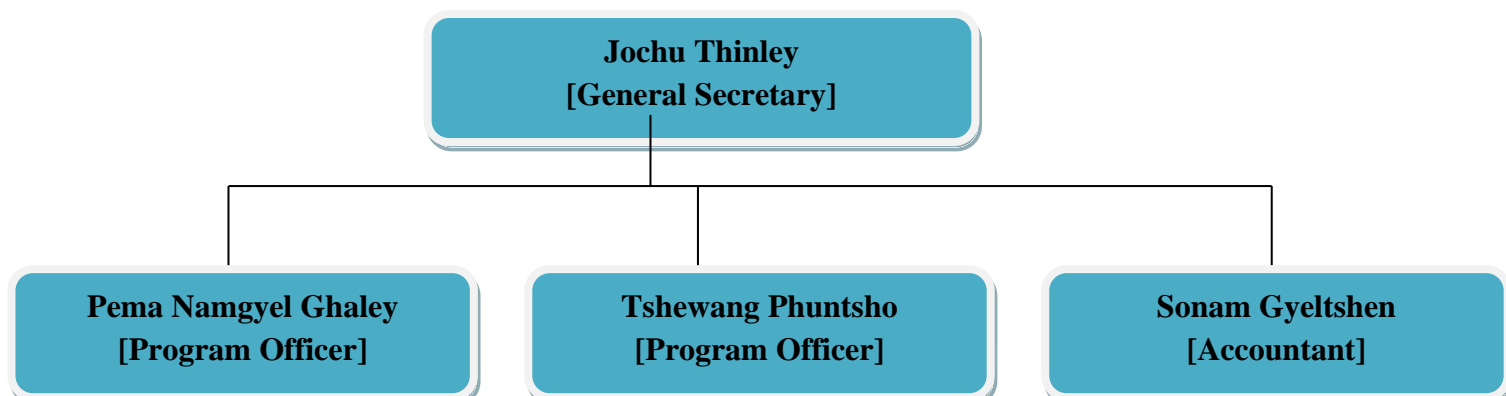 Jochu Thinley
[General Secretary]
Pema Namgyel Ghaley
[Program Officer]
Tshewang Phuntsho
[Program Officer]
Sonam Gyeltshen
[Accountant]